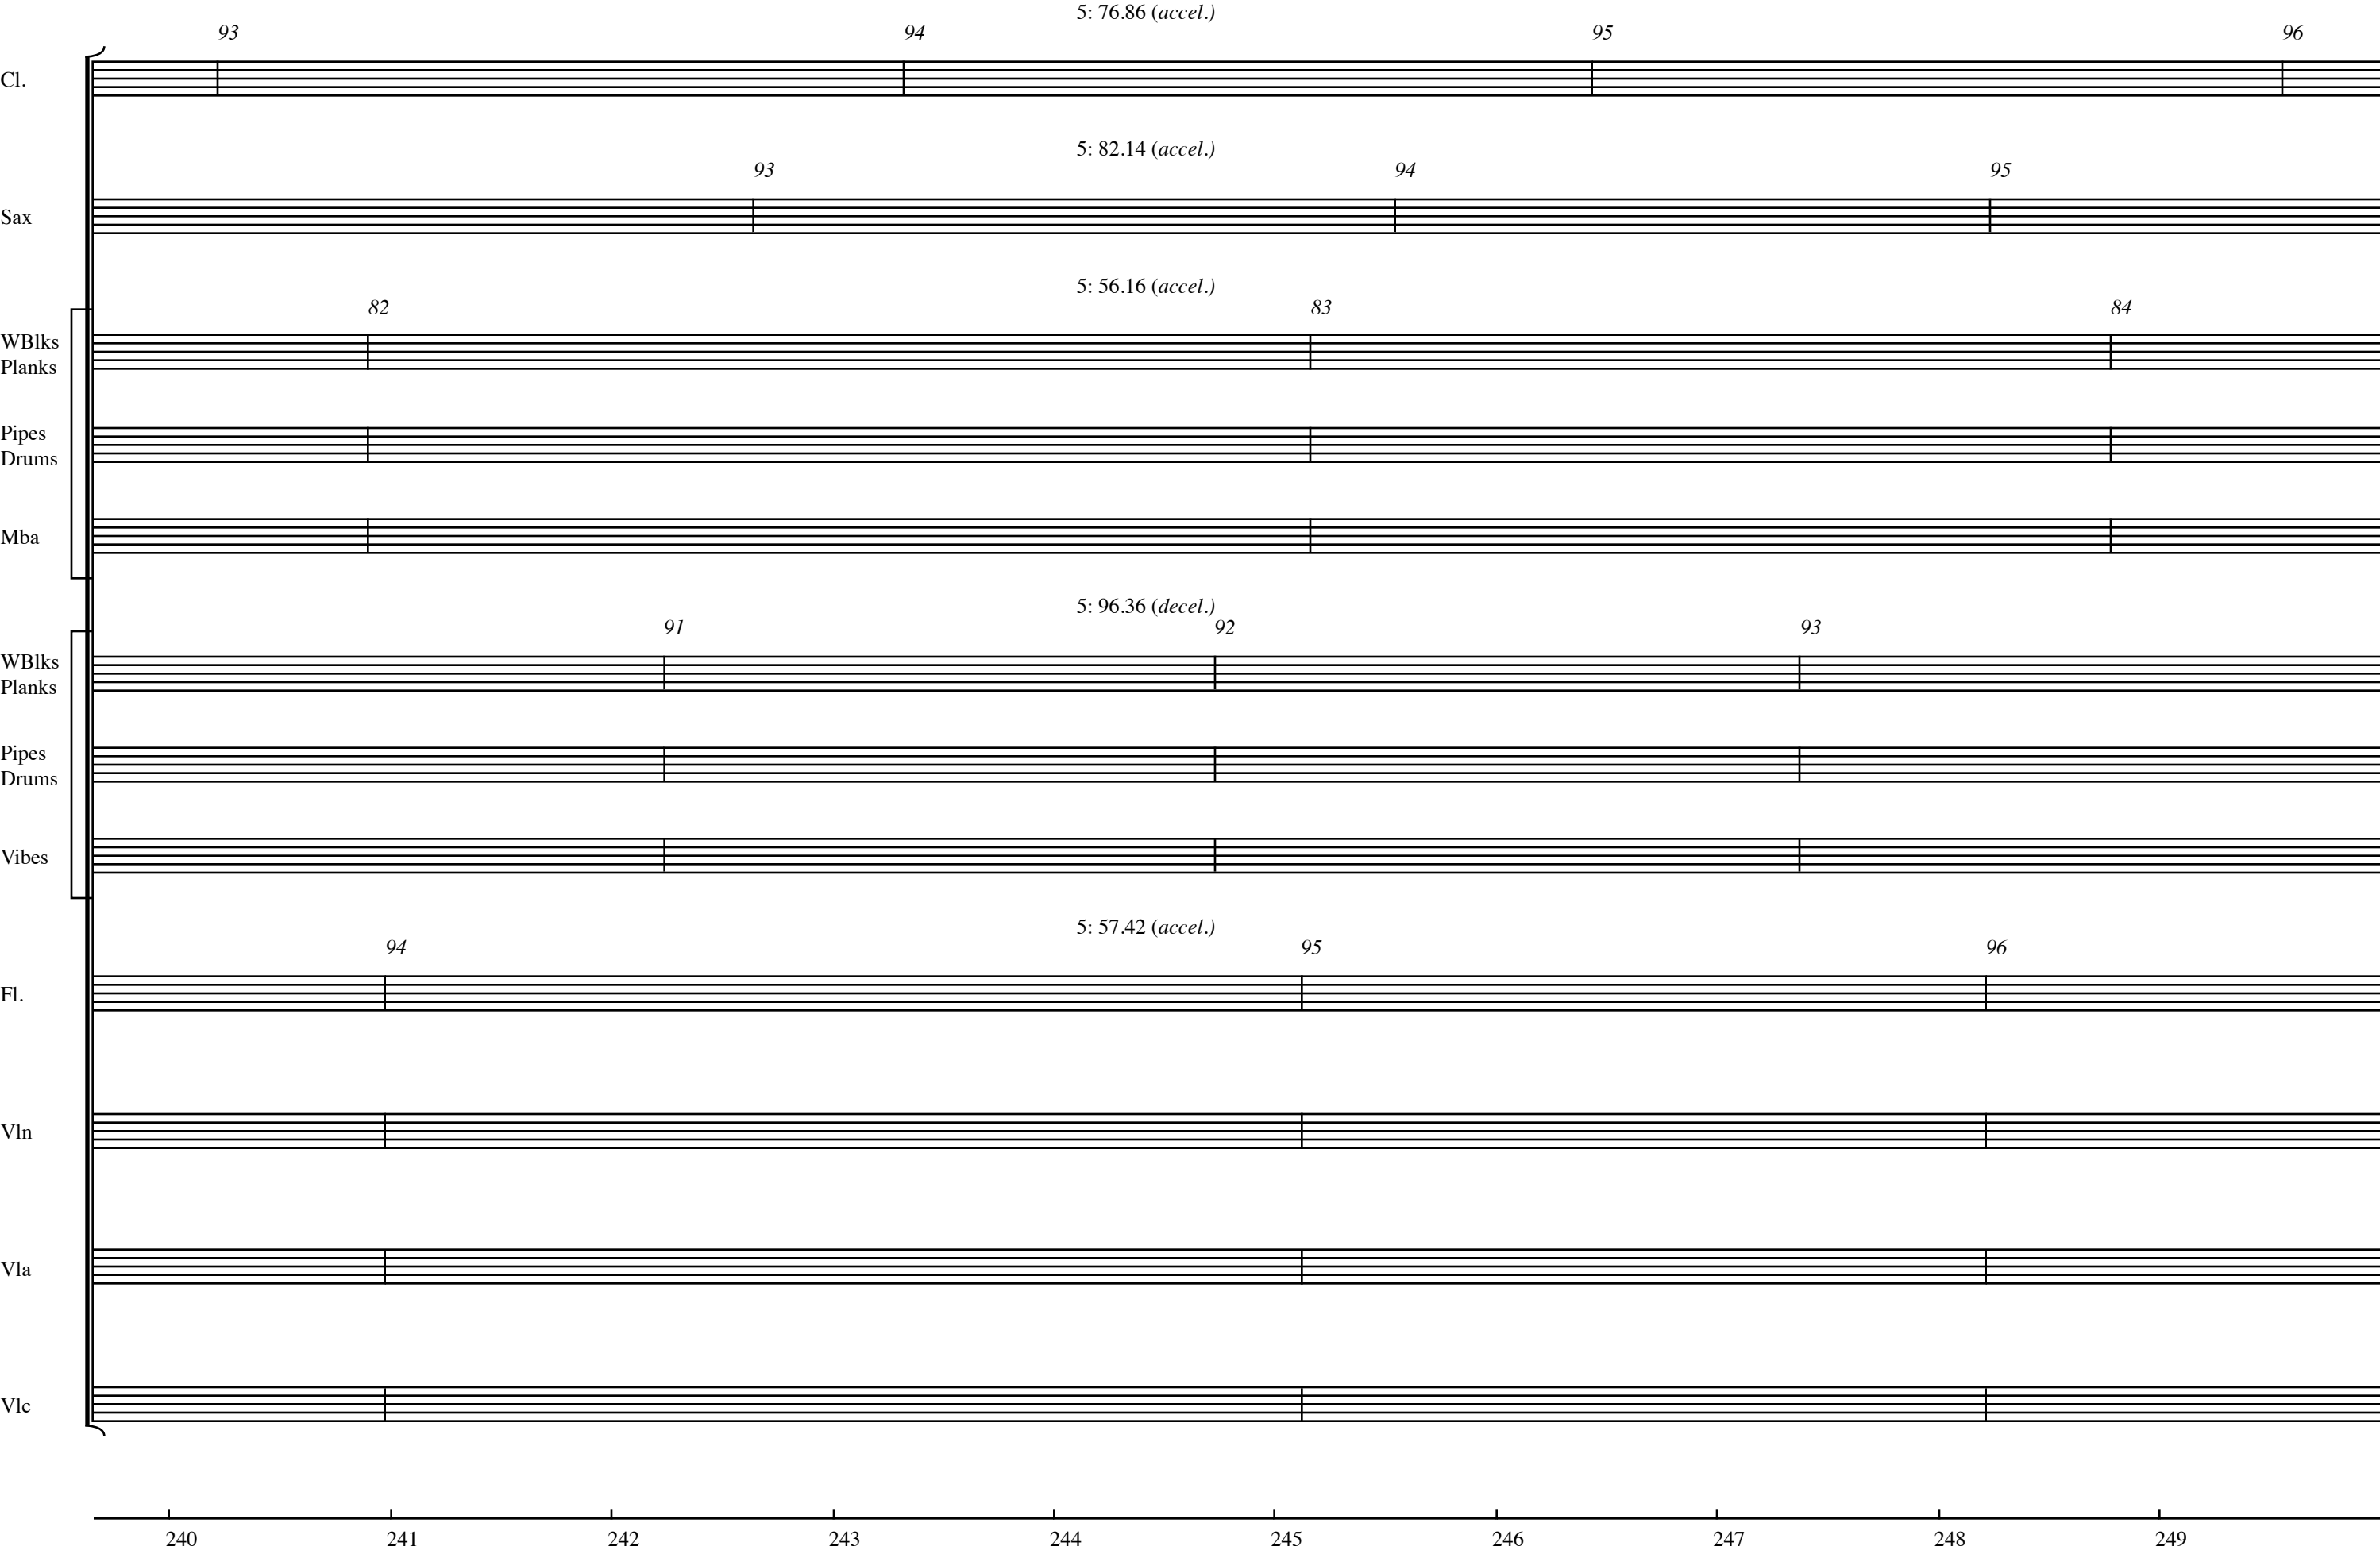 5: 76.86 (accel.)
93 94 95 96
Cl.
5: 82.14 (accel.)
93 94 95
Sax
5: 56.16 (accel.)
82 83 84
WBlks
Planks
Pipes
Drums
Mba
5: 96.36 (decel.)
91 92 93
WBlks
Planks
Pipes
Drums
Vibes
5: 57.42 (accel.)
94 95 96
Fl.
Vln
Vla
Vlc
240 241 242 243 244 245 246 247 248 249